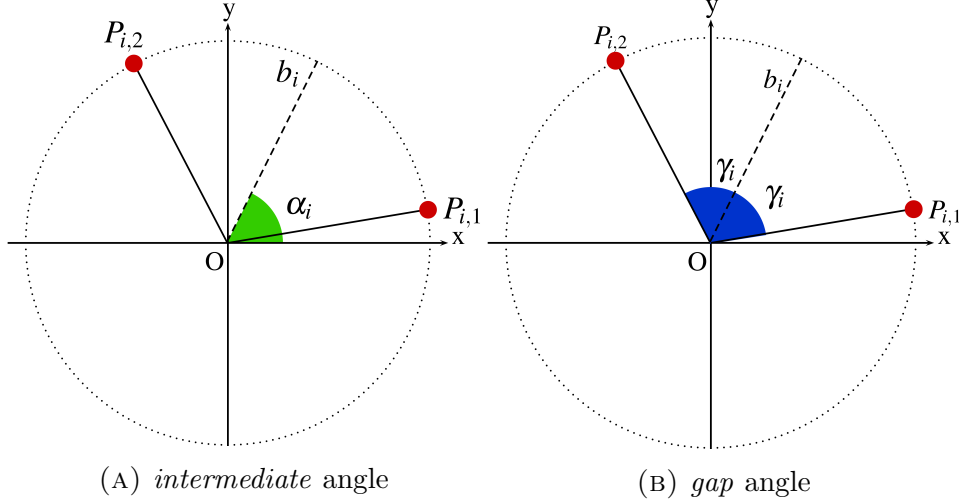 y
P_{i,2}
b_i
α_i
P_{i,1}
x
O
(A) intermediate angle
y
P_{i,2}
b_i
γ_i
γ_i
P_{i,1}
x
O
(B) gap angle